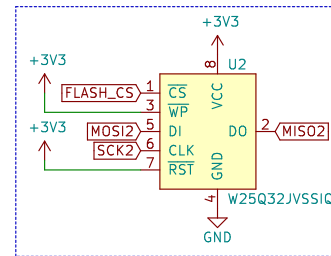 +3V3
+3V3
8
U2
FLASH_CS
1
CS
VCC
3
WP
+3V3
MOSI2
5
DI
DO
2
MISO2
SCK2
6
CLK
7
RST
GND
4
W25Q32JVSSIQ
GND